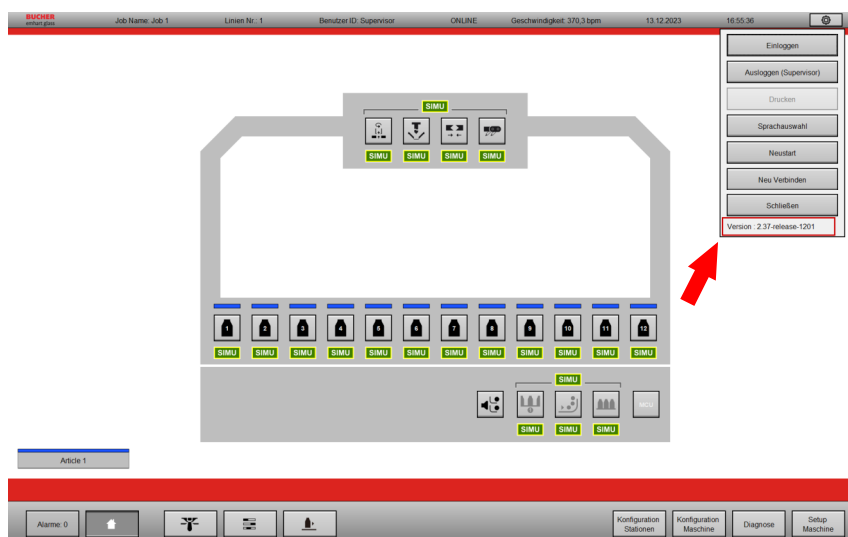 BUCHER
emhart glass
Job Name: Job 1
Linien Nr.: 1
Benutzer ID: Supervisor
ONLINE
Geschwindigkeit: 370,3 bpm
13.12.2023
16:55:36
Einloggen
Ausloggen (Supervisor)
Drucken
Sprachauswahl
Neustart
Neu Verbinden
Schließen
Version : 2.37-release-1201
SIMU
SIMU SIMU SIMU SIMU
1 2 3 4 5 6 7 8 9 10 11 12
SIMU SIMU SIMU SIMU SIMU SIMU SIMU SIMU SIMU SIMU SIMU SIMU
SIMU
MCU
SIMU SIMU SIMU
Article 1
Alarme: 0
Konfiguration
Stationen
Konfiguration
Maschine
Diagnose
Setup
Maschine